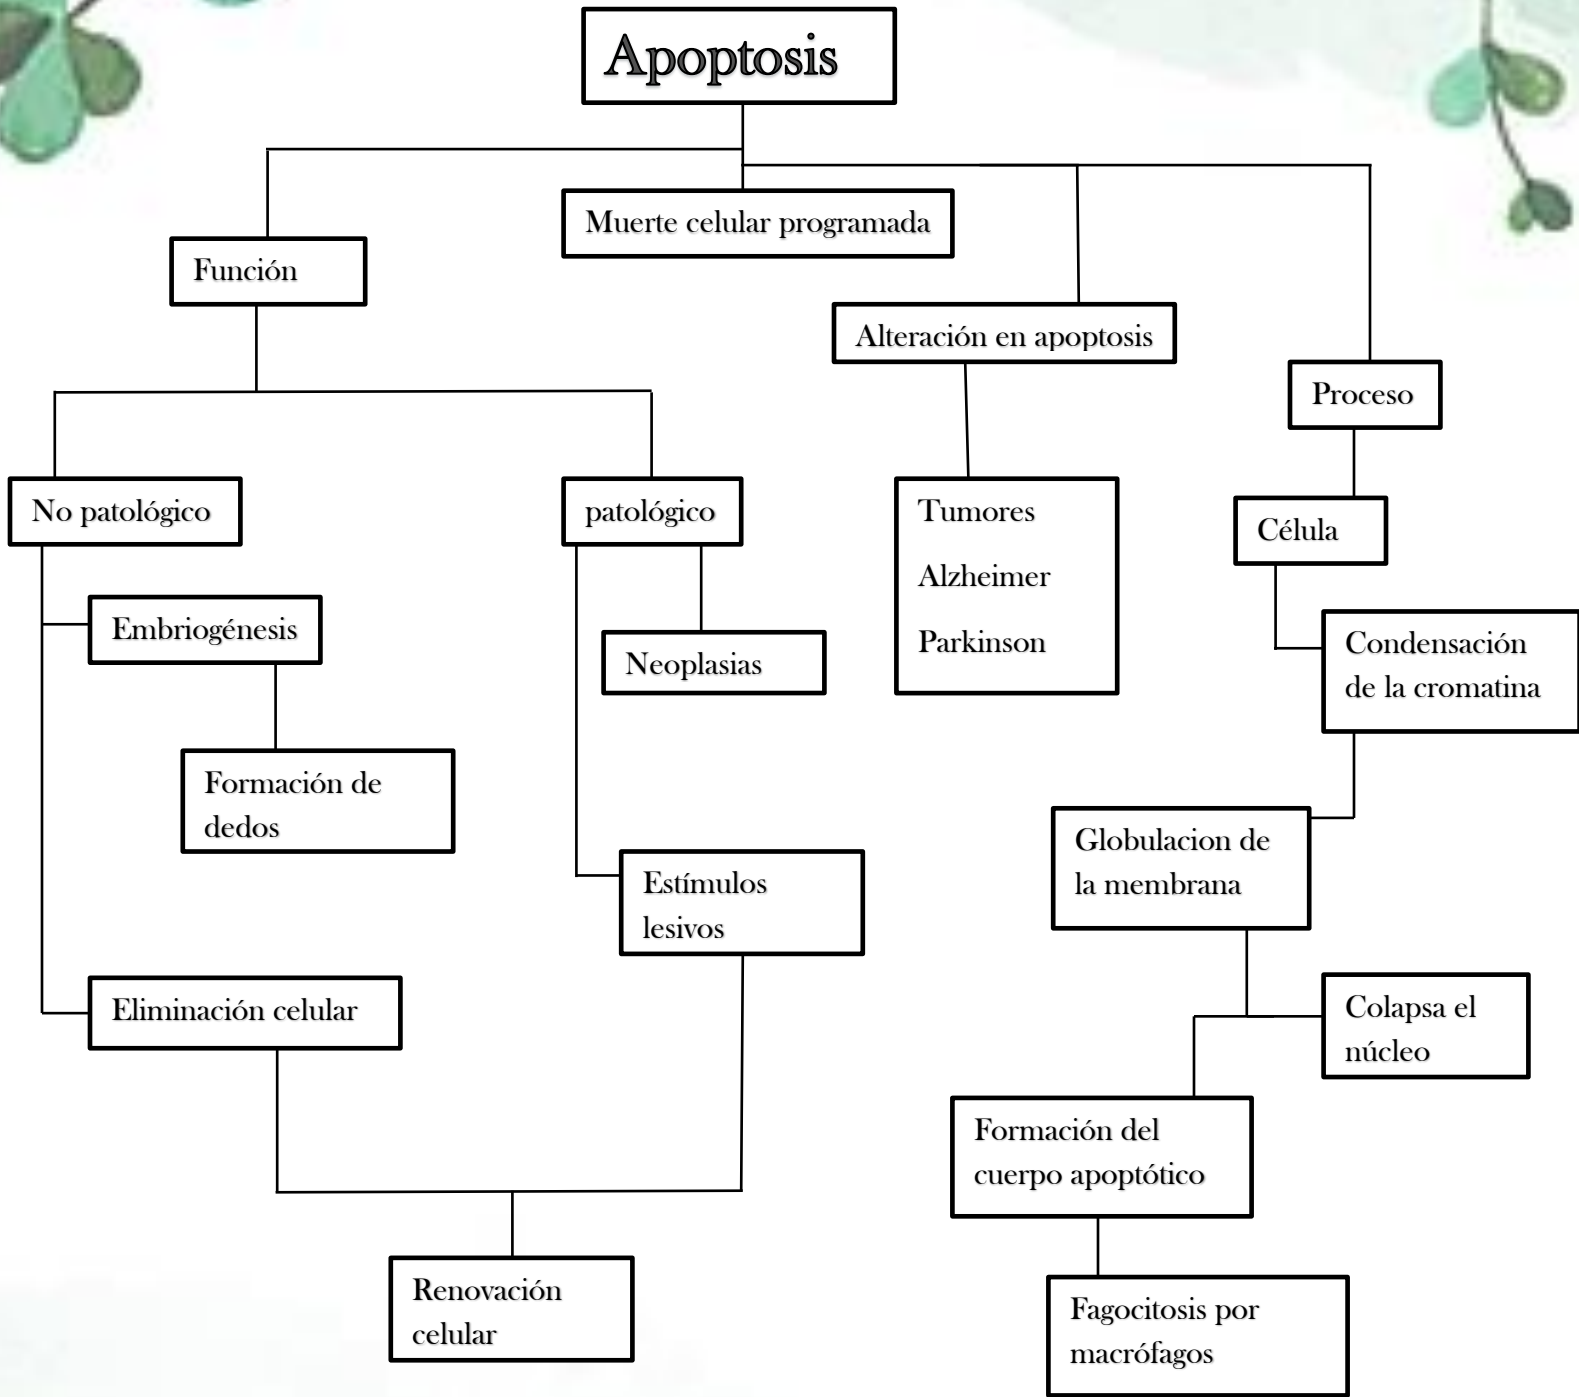 Apoptosis
Muerte celular programada
Función
Alteración en apoptosis
Proceso
No patológico
patológico
Tumores
Alzheimer
Parkinson
Célula
Embriogénesis
Neoplasias
Condensación
de la cromatina
Formación de
dedos
Globulacion de
la membrana
Estímulos
lesivos
Eliminación celular
Colapsa el
núcleo
Formación del
cuerpo apoptótico
Renovación
celular
Fagocitosis por
macrófagos